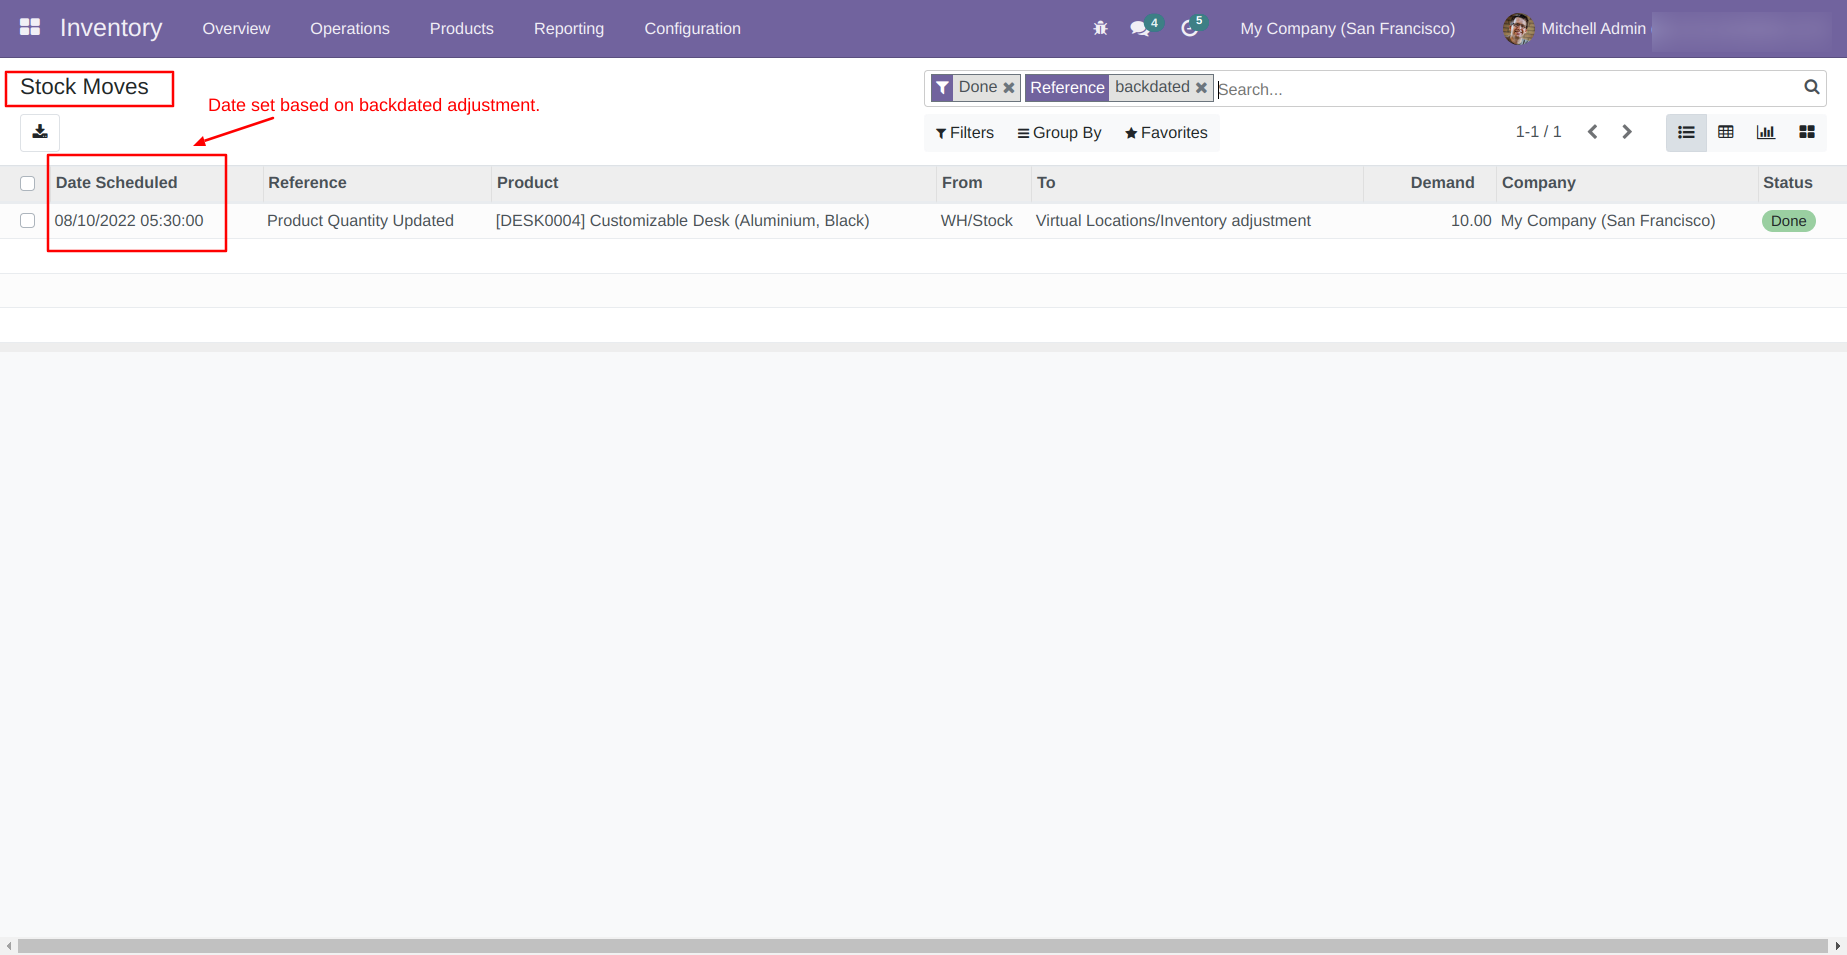 Inventory Overview Operations Products Reporting Configuration 4 5 My Company (San Francisco) Mitchell Admin
Stock Moves
Date set based on backdated adjustment.
Done Reference backdated Search...
Filters Group By Favorites 1-1 / 1
Date Scheduled Reference Product From To Demand Company Status
08/10/2022 05:30:00 Product Quantity Updated [DESK0004] Customizable Desk (Aluminium, Black) WH/Stock Virtual Locations/Inventory adjustment 10.00 My Company (San Francisco) Done